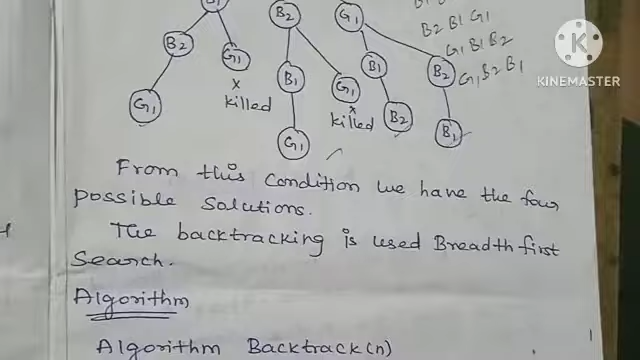 B1
B2 B1 G1
G1 B1 B2
G1 B2 B1
KINEMASTER
B2 G1
B2 G1 B1 B1 B2
G1 x killed G1 x killed B2 B1
G1
From this condition we have the four
possible solutions.
The backtracking is used Breadth first
Search.
Algorithm
Algorithm Backtrack(n)